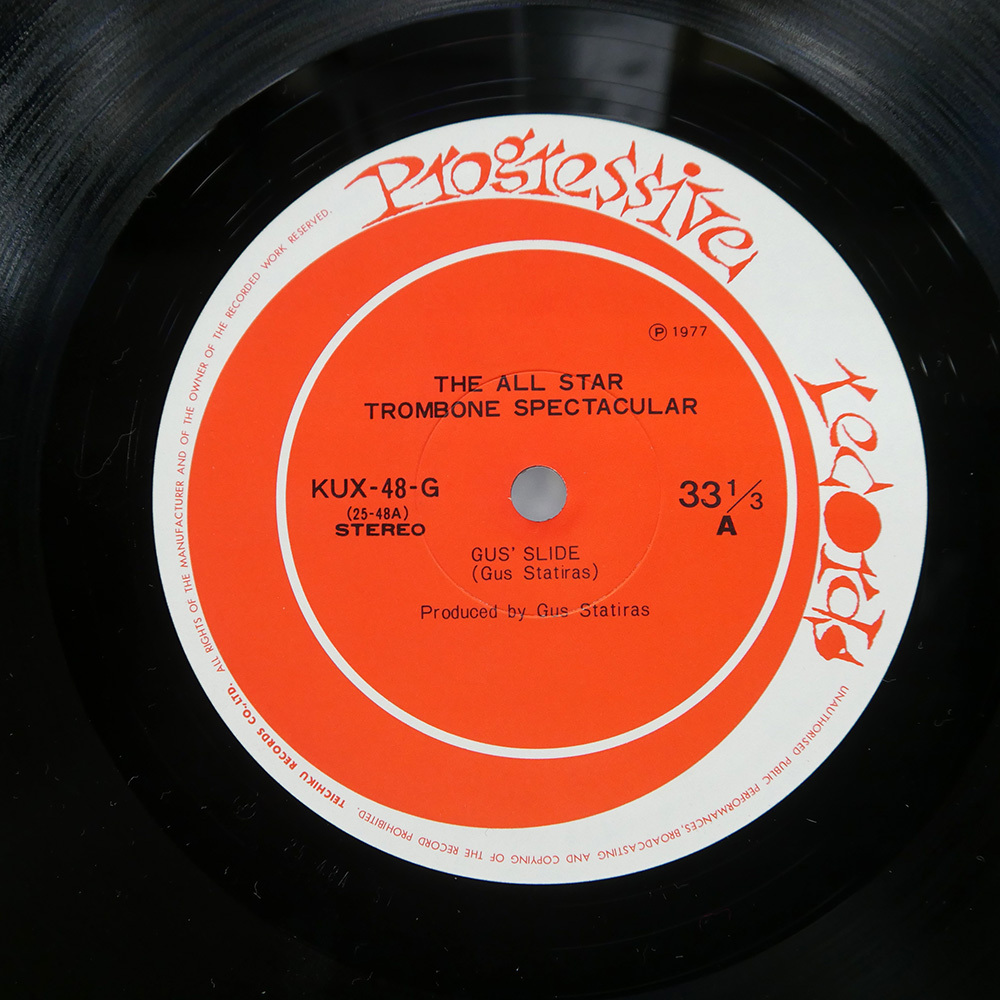 Progressive
records
℗ 1977
THE ALL STAR
TROMBONE SPECTACULAR
KUX-48-G
(25-48A)
STEREO
33 1/3
A
GUS' SLIDE
(Gus Statiras)
Produced by Gus Statiras
TEICHIKU RECORDS CO.,LTD. ALL RIGHTS OF THE MANUFACTURER AND OF THE OWNER OF THE RECORDED WORK RESERVED.
UNAUTHORISED PUBLIC PERFORMANCES, BROADCASTING AND COPYING OF THE RECORD PROHIBITED.